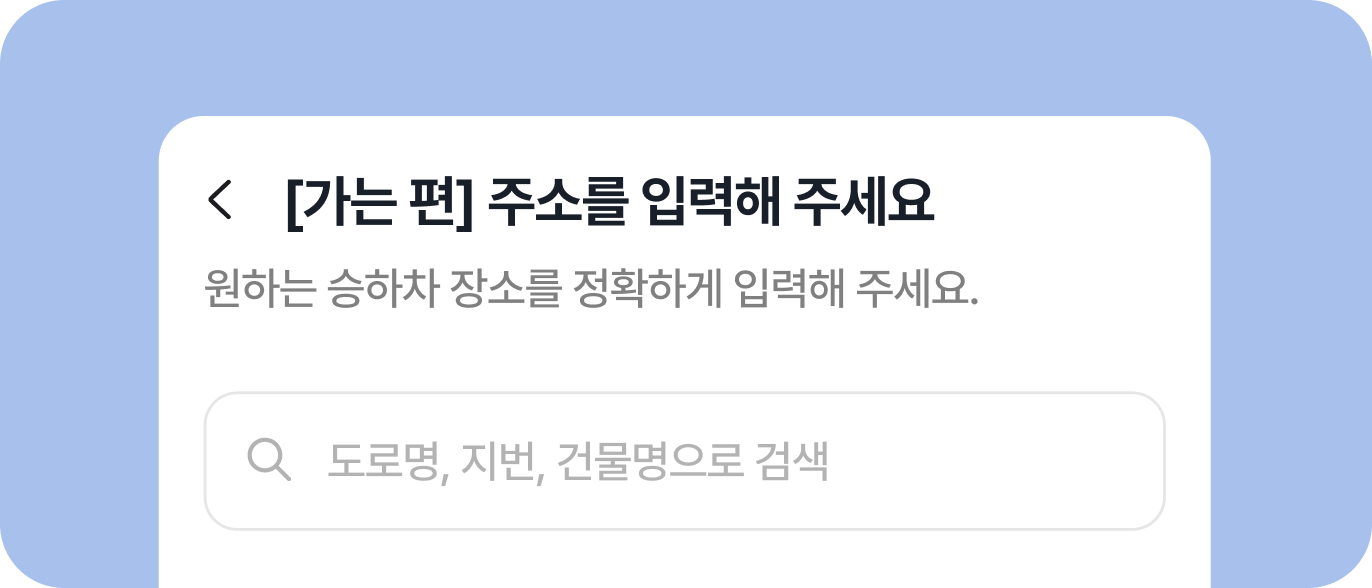 [가는 편] 주소를 입력해 주세요
원하는 승하차 장소를 정확하게 입력해 주세요.
도로명, 지번, 건물명으로 검색